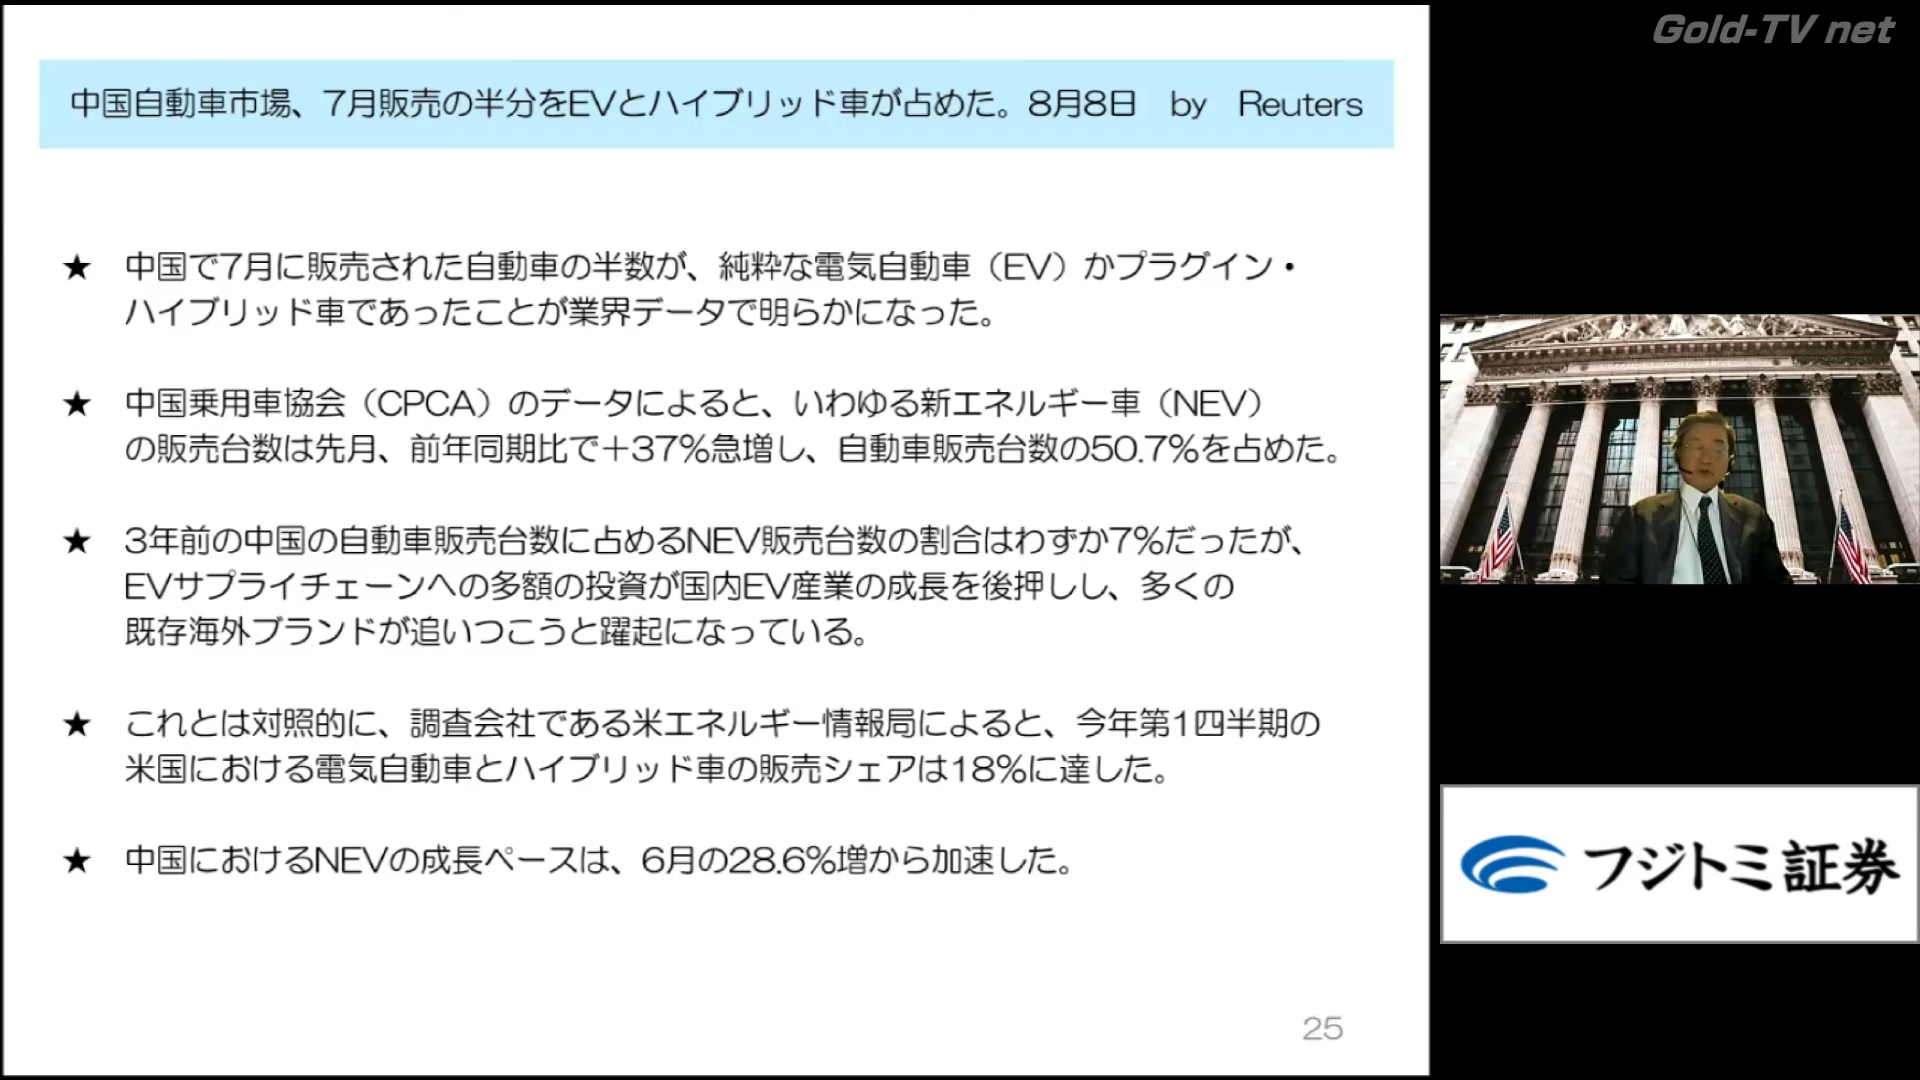 Gold-TV net
中国自動車市場、7月販売の半分をEVとハイブリッド車が占めた。8月8日　by　Reuters
★　中国で7月に販売された自動車の半数が、純粋な電気自動車（EV）かプラグイン・
ハイブリッド車であったことが業界データで明らかになった。
★　中国乗用車協会（CPCA）のデータによると、いわゆる新エネルギー車（NEV）
の販売台数は先月、前年同期比で＋37%急増し、自動車販売台数の50.7%を占めた。
★　3年前の中国の自動車販売台数に占めるNEV販売台数の割合はわずか7%だったが、
EVサプライチェーンへの多額の投資が国内EV産業の成長を後押しし、多くの
既存海外ブランドが追いつこうと躍起になっている。
★　これとは対照的に、調査会社である米エネルギー情報局によると、今年第1四半期の
米国における電気自動車とハイブリッド車の販売シェアは18%に達した。
★　中国におけるNEVの成長ペースは、6月の28.6%増から加速した。
フジトミ証券
25